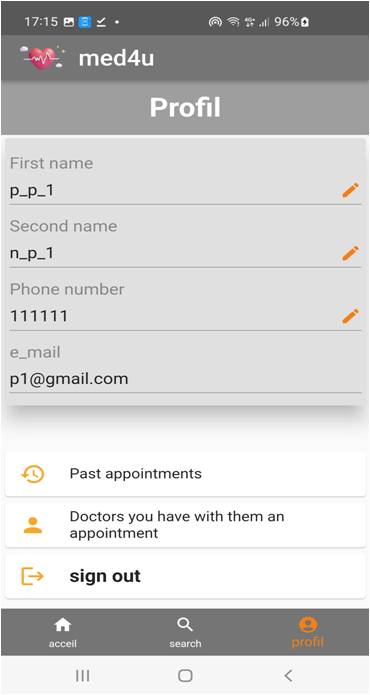 17:15 96%
med4u
Profil
First name
p_p_1
Second name
n_p_1
Phone number
111111
e_mail
p1@gmail.com
Past appointments
Doctors you have with them an
appointment
sign out
acceil search profil